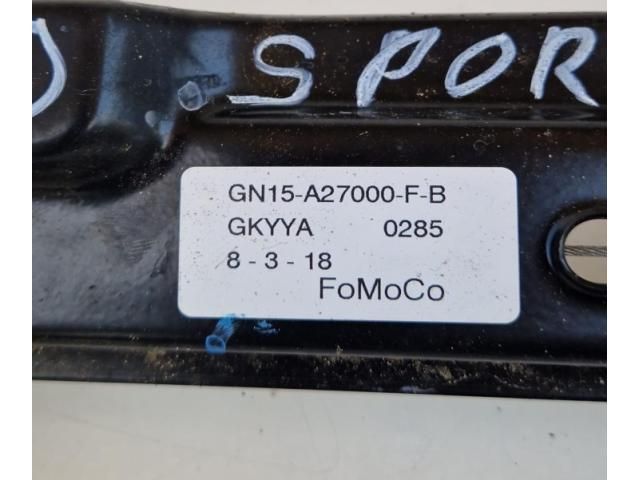 SPOR
GN15-A27000-F-B
GKYYA 0285
8 - 3 - 18
FoMoCo